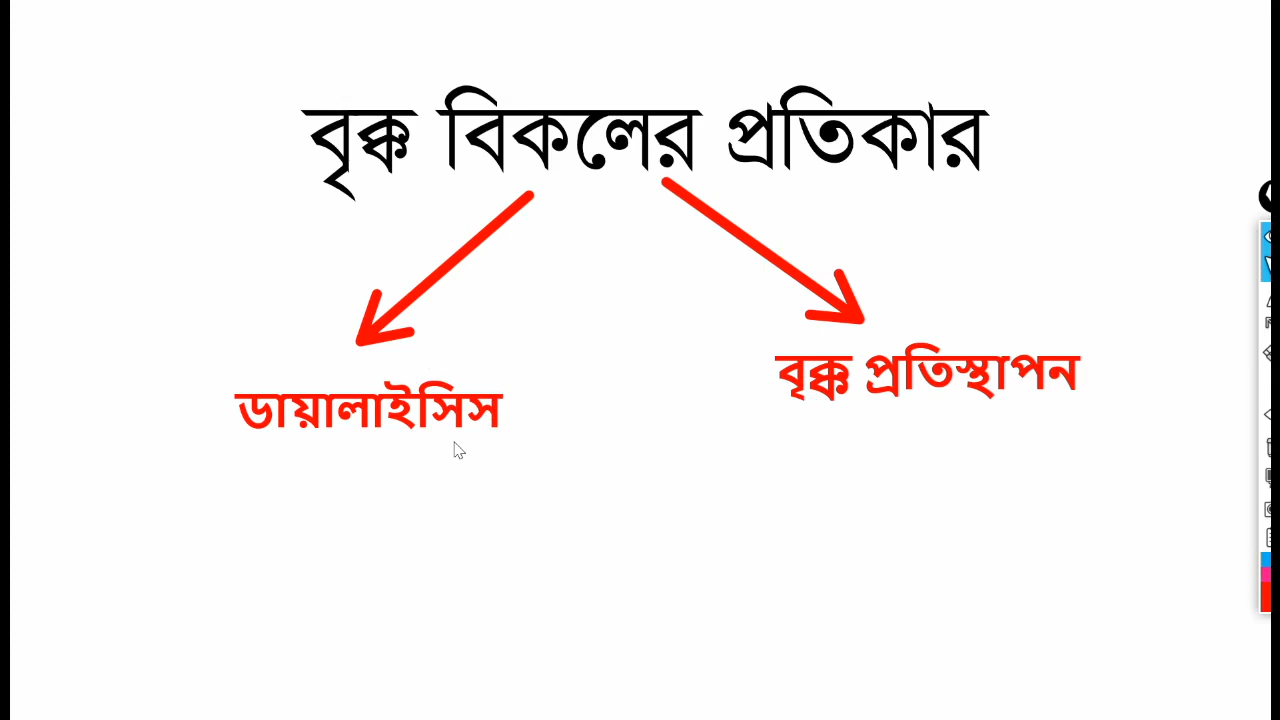 বৃক্ক বিকলের প্রতিকার
বৃক্ক প্রতিস্থাপন
ডায়ালাইসিস